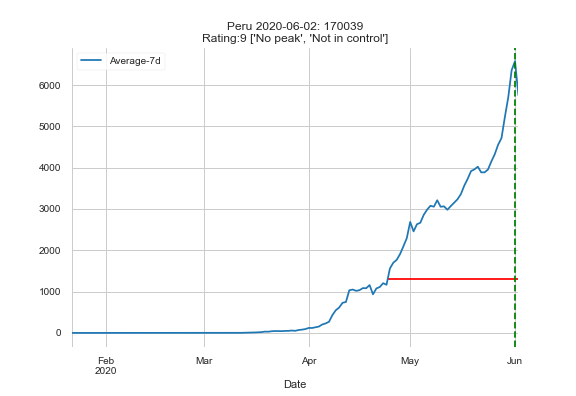 Peru 2020-06-02: 170039
Rating:9 ['No peak', 'Not in control']
Average-7d
6000
5000
4000
3000
2000
1000
0
Feb
2020
Mar
Apr
May
Jun
Date